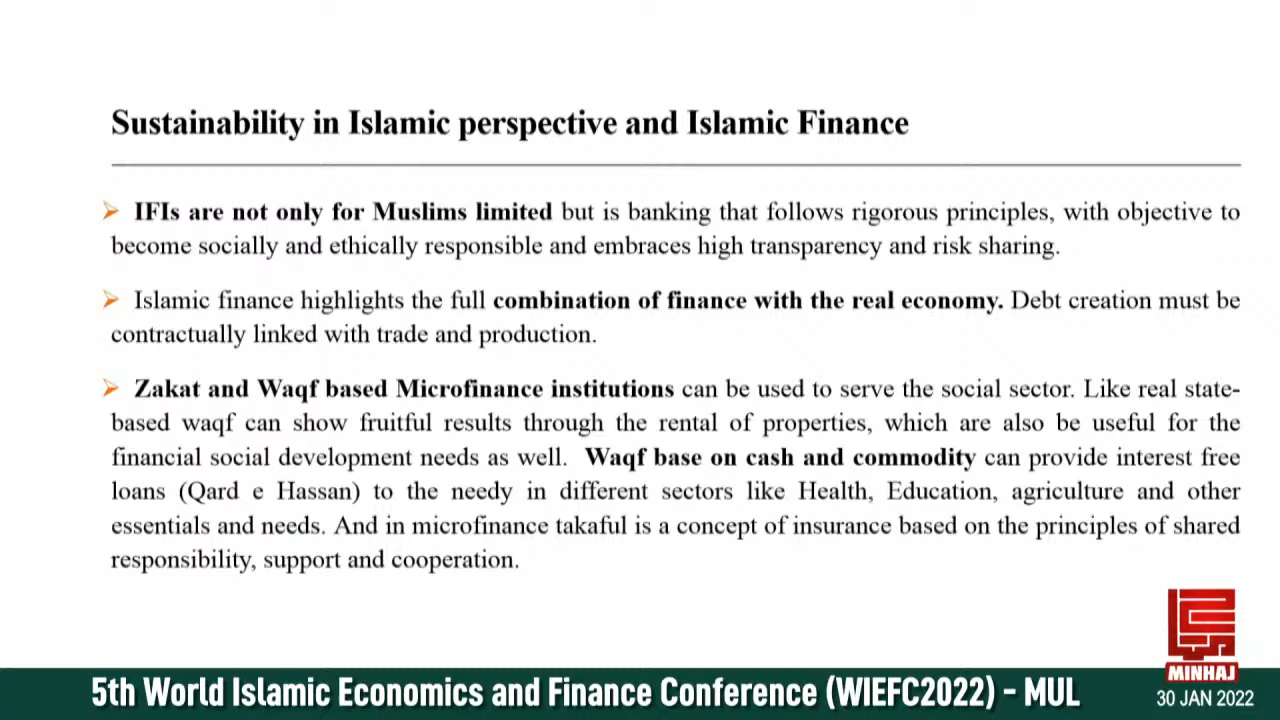 Sustainability in Islamic perspective and Islamic Finance
➢ IFIs are not only for Muslims limited but is banking that follows rigorous principles, with objective to
become socially and ethically responsible and embraces high transparency and risk sharing.
➢ Islamic finance highlights the full combination of finance with the real economy. Debt creation must be
contractually linked with trade and production.
➢ Zakat and Waqf based Microfinance institutions can be used to serve the social sector. Like real state-
based waqf can show fruitful results through the rental of properties, which are also be useful for the
financial social development needs as well. Waqf base on cash and commodity can provide interest free
loans (Qard e Hassan) to the needy in different sectors like Health, Education, agriculture and other
essentials and needs. And in microfinance takaful is a concept of insurance based on the principles of shared
responsibility, support and cooperation.
MINHAJ
5th World Islamic Economics and Finance Conference (WIEFC2022) - MUL
30 JAN 2022